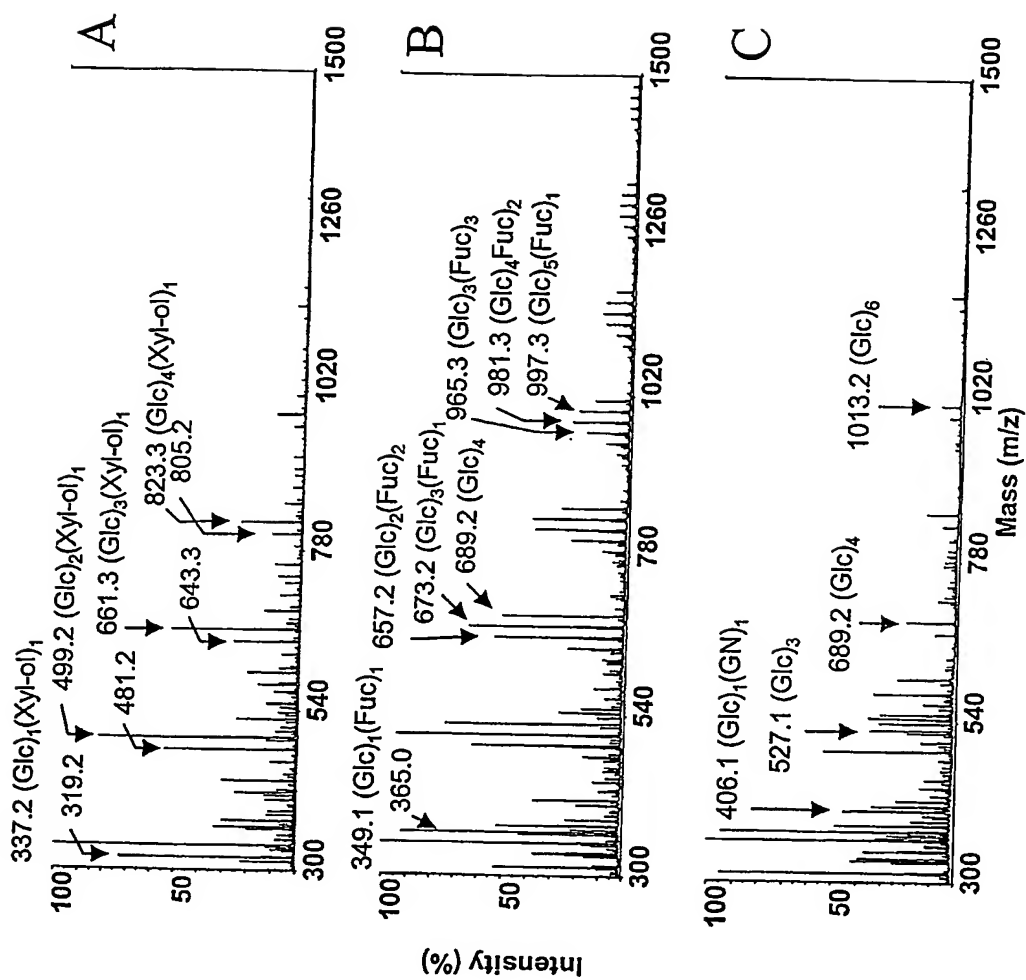 A
337.2 (Glc)₁(Xyl-ol)₁
319.2
499.2 (Glc)₂(Xyl-ol)₁
481.2
661.3 (Glc)₃(Xyl-ol)₁
643.3
823.3 (Glc)₄(Xyl-ol)₁
805.2
100
50
300
540
780
1020
1260
1500
B
349.1 (Glc)₁(Fuc)₁
365.0
657.2 (Glc)₂(Fuc)₂
673.2 (Glc)₃(Fuc)₁
689.2 (Glc)₄
965.3 (Glc)₃(Fuc)₃
981.3 (Glc)₄Fuc)₂
997.3 (Glc)₅(Fuc)₁
100
50
300
540
780
1020
1260
1500
C
406.1 (Glc)₁(GN)₁
527.1 (Glc)₃
689.2 (Glc)₄
1013.2 (Glc)₆
100
50
300
540
780
1020
1260
1500
Mass (m/z)
Intensity (%)